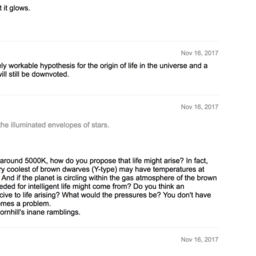 t it glows.
Nov 16, 2017
ely workable hypothesis for the origin of life in the universe and a
will still be downvoted.
Nov 16, 2017
the illuminated envelopes of stars.
around 5000K, how do you propose that life might arise? In fact,
ry coolest of brown dwarves (Y-type) may have temperatures at
And if the planet is circling within the gas atmosphere of the brown
eded for intelligent life might come from? Do you think an
cive to life arising? What would the pressures be? You don't have
omes a problem.
ornhill's inane ramblings.
Nov 16, 2017